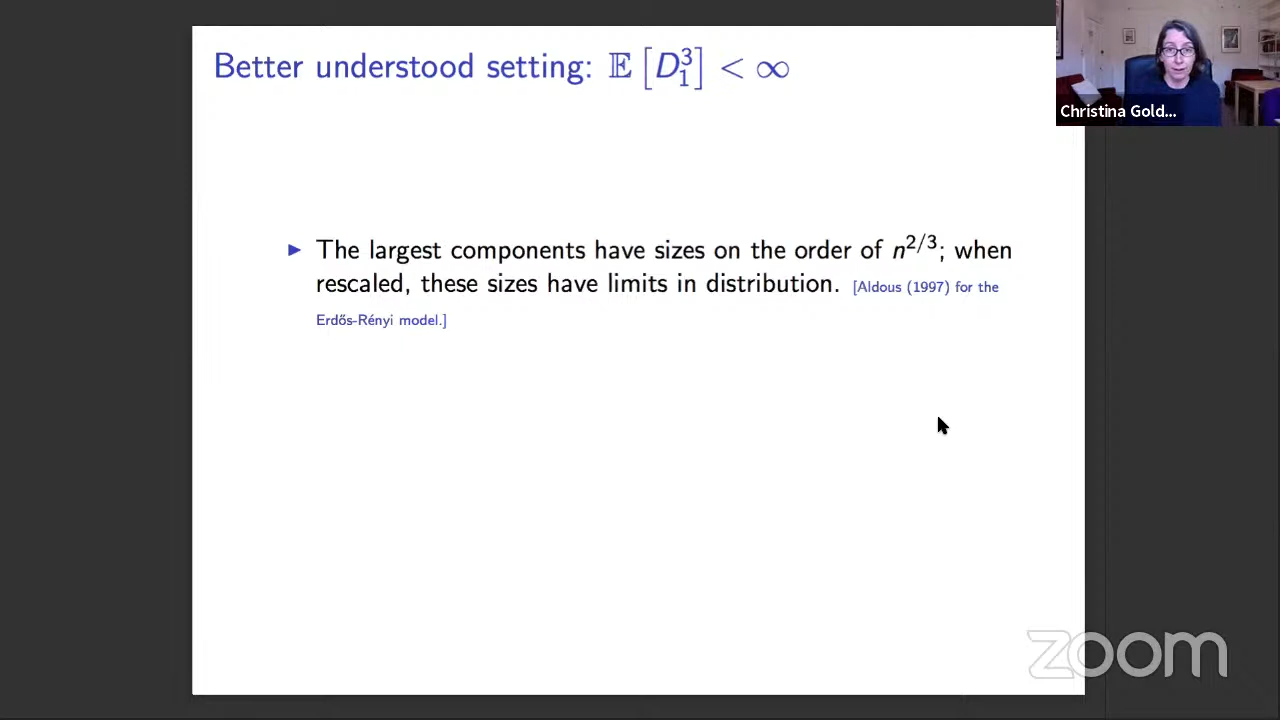 Better understood setting: 𝔼[D₁³] < ∞
Christina Gold...
▶ The largest components have sizes on the order of n^{2/3}; when
rescaled, these sizes have limits in distribution. [Aldous (1997) for the
Erdős-Rényi model.]
zoom